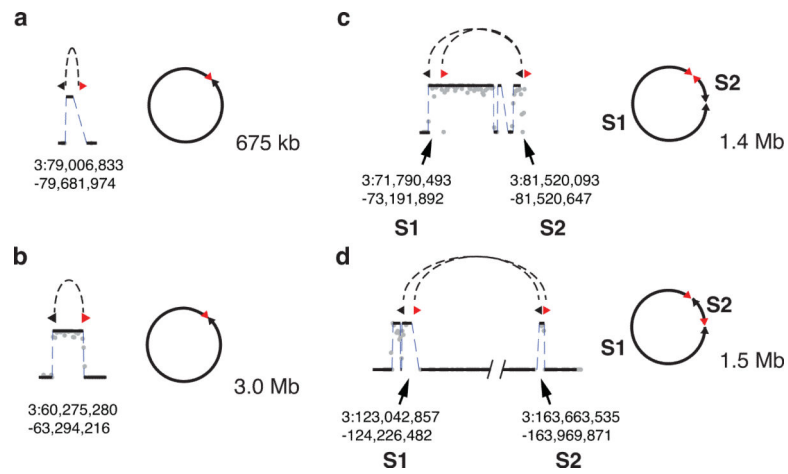 a
675 kb
3:79,006,833
-79,681,974
b
3.0 Mb
3:60,275,280
-63,294,216
c
S2
S1
1.4 Mb
3:71,790,493
-73,191,892
S1
3:81,520,093
-81,520,647
S2
d
S2
S1
1.5 Mb
3:123,042,857
-124,226,482
S1
3:163,663,535
-163,969,871
S2